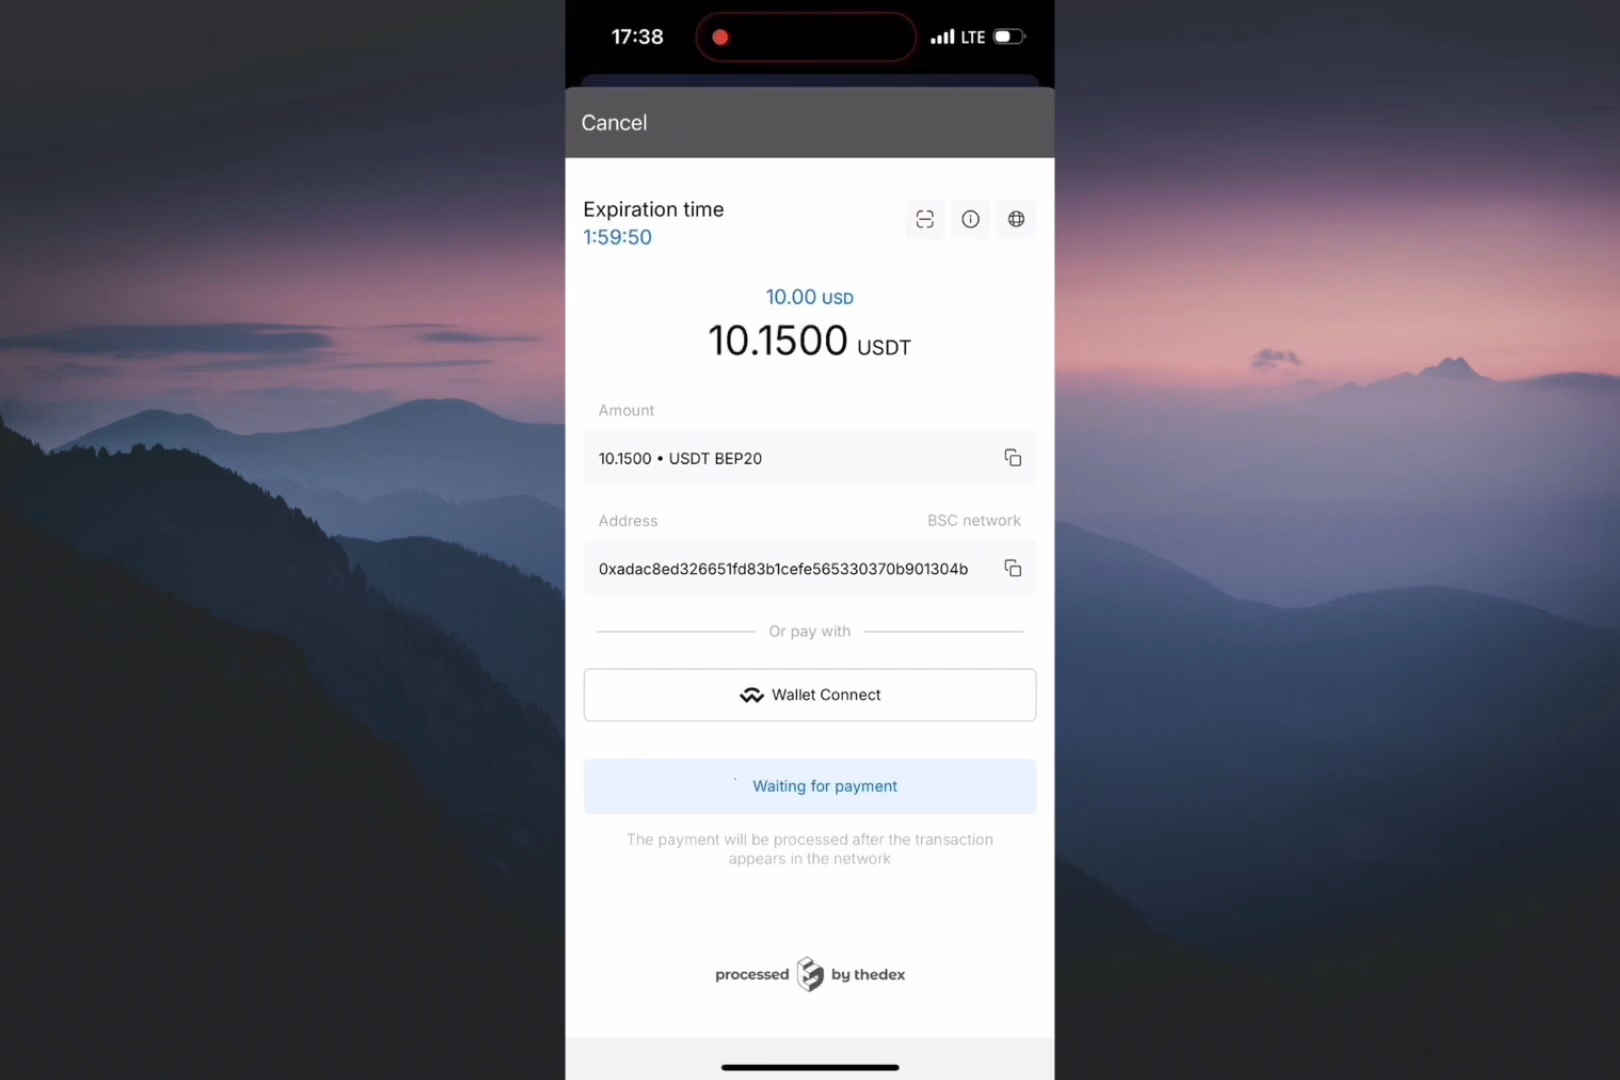 17:38
LTE
Cancel
Expiration time
1:59:50
10.00 USD
10.1500 USDT
Amount
10.1500 • USDT BEP20
Address
BSC network
0xadac8ed326651fd83b1cefe565330370b901304b
Or pay with
Wallet Connect
Waiting for payment
The payment will be processed after the transaction
appears in the network
processed by thedex